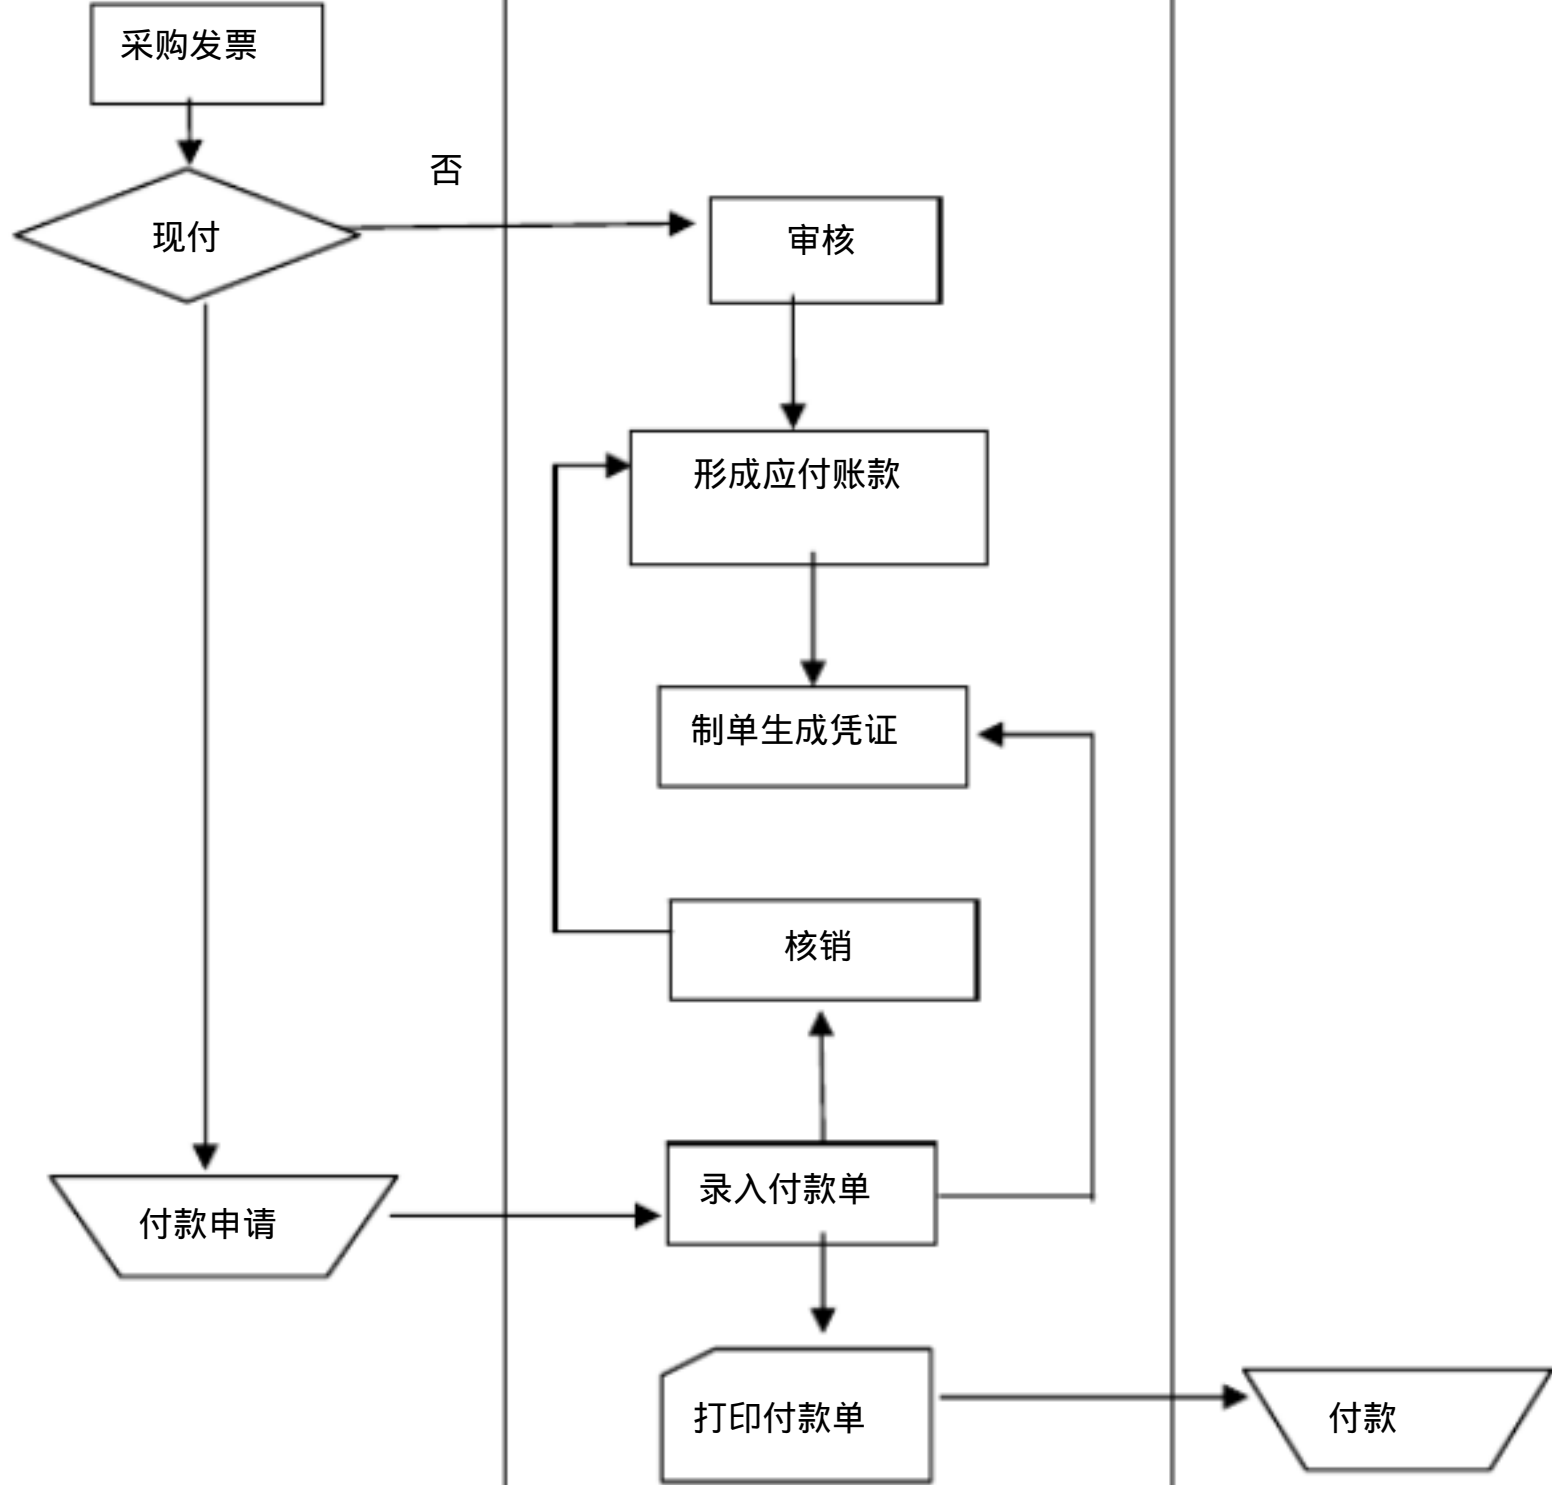 采购发票
否
现付
审核
形成应付账款
制单生成凭证
核销
录入付款单
付款申请
打印付款单
付款